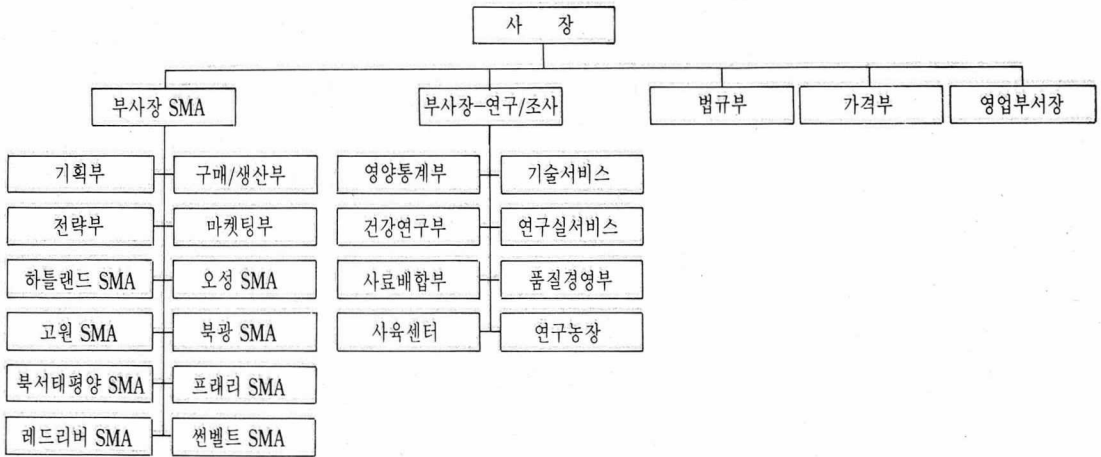 사 장
부사장 SMA
부사장-연구/조사
법규부
가격부
영업부서장
기획부
구매/생산부
영양통계부
기술서비스
전략부
마켓팅부
건강연구부
연구실서비스
하틀랜드 SMA
오성 SMA
사료배합부
품질경영부
고원 SMA
북광 SMA
사육센터
연구농장
북서태평양 SMA
프래리 SMA
레드리버 SMA
썬벨트 SMA